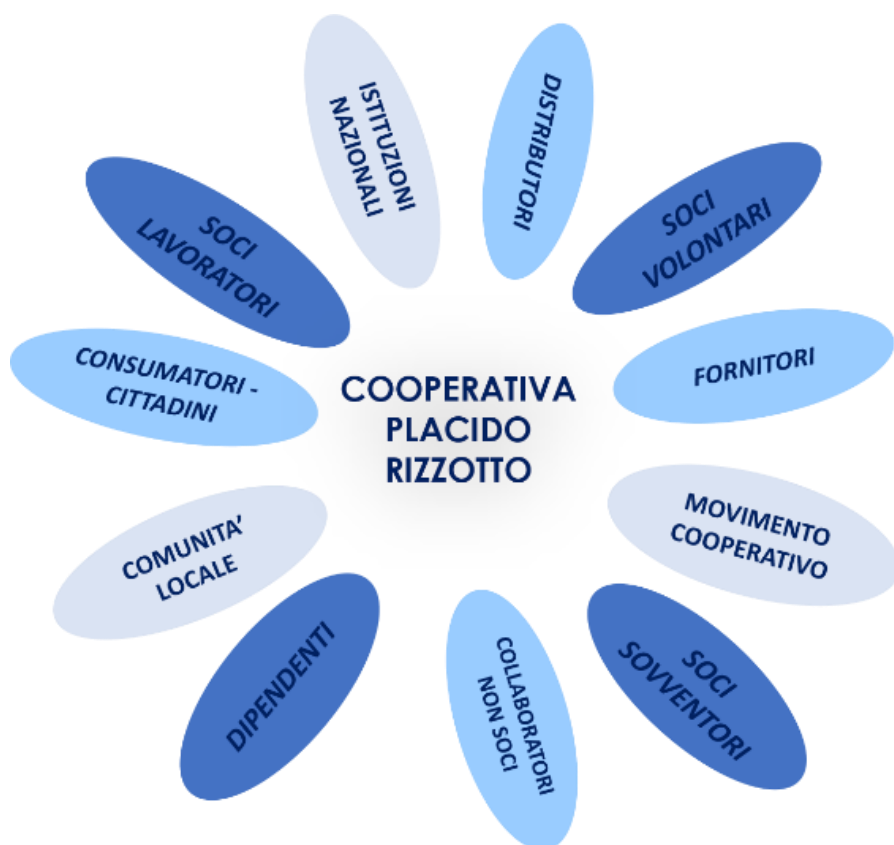 ISTITUZIONI
NAZIONALI
DISTRIBUTORI
SOCI
VOLONTARI
FORNITORI
MOVIMENTO
COOPERATIVO
SOCI
SOVVENTORI
COLLABORATORI
NON SOCI
DIPENDENTI
COMUNITA’
LOCALE
CONSUMATORI -
CITTADINI
SOCI
LAVORATORI
COOPERATIVA
PLACIDO
RIZZOTTO